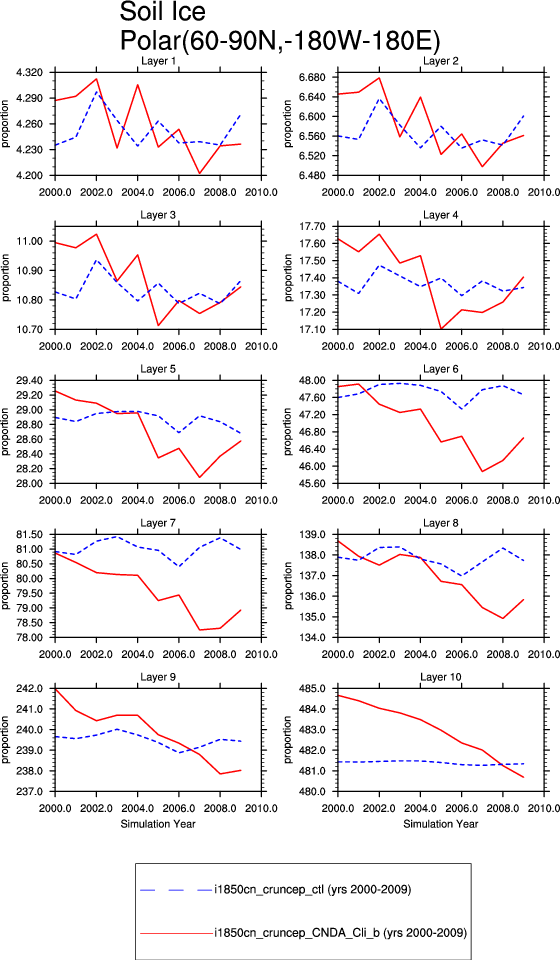 Soil Ice
Polar(60-90N,-180W-180E)
Layer 1
Layer 2
proportion
4.320
4.290
4.260
4.230
4.200
2000.0 2002.0 2004.0 2006.0 2008.0 2010.0
proportion
6.680
6.640
6.600
6.560
6.520
6.480
2000.0 2002.0 2004.0 2006.0 2008.0 2010.0
Layer 3
Layer 4
proportion
11.00
10.90
10.80
10.70
2000.0 2002.0 2004.0 2006.0 2008.0 2010.0
proportion
17.70
17.60
17.50
17.40
17.30
17.20
17.10
2000.0 2002.0 2004.0 2006.0 2008.0 2010.0
Layer 5
Layer 6
proportion
29.40
29.20
29.00
28.80
28.60
28.40
28.20
28.00
2000.0 2002.0 2004.0 2006.0 2008.0 2010.0
proportion
48.00
47.60
47.20
46.80
46.40
46.00
45.60
2000.0 2002.0 2004.0 2006.0 2008.0 2010.0
Layer 7
Layer 8
proportion
81.50
81.00
80.50
80.00
79.50
79.00
78.50
78.00
2000.0 2002.0 2004.0 2006.0 2008.0 2010.0
proportion
139.0
138.0
137.0
136.0
135.0
134.0
2000.0 2002.0 2004.0 2006.0 2008.0 2010.0
Layer 9
Layer 10
proportion
242.0
241.0
240.0
239.0
238.0
237.0
2000.0 2002.0 2004.0 2006.0 2008.0 2010.0
Simulation Year
proportion
485.0
484.0
483.0
482.0
481.0
480.0
2000.0 2002.0 2004.0 2006.0 2008.0 2010.0
Simulation Year
i1850cn_cruncep_ctl (yrs 2000-2009)
i1850cn_cruncep_CNDA_Cli_b (yrs 2000-2009)